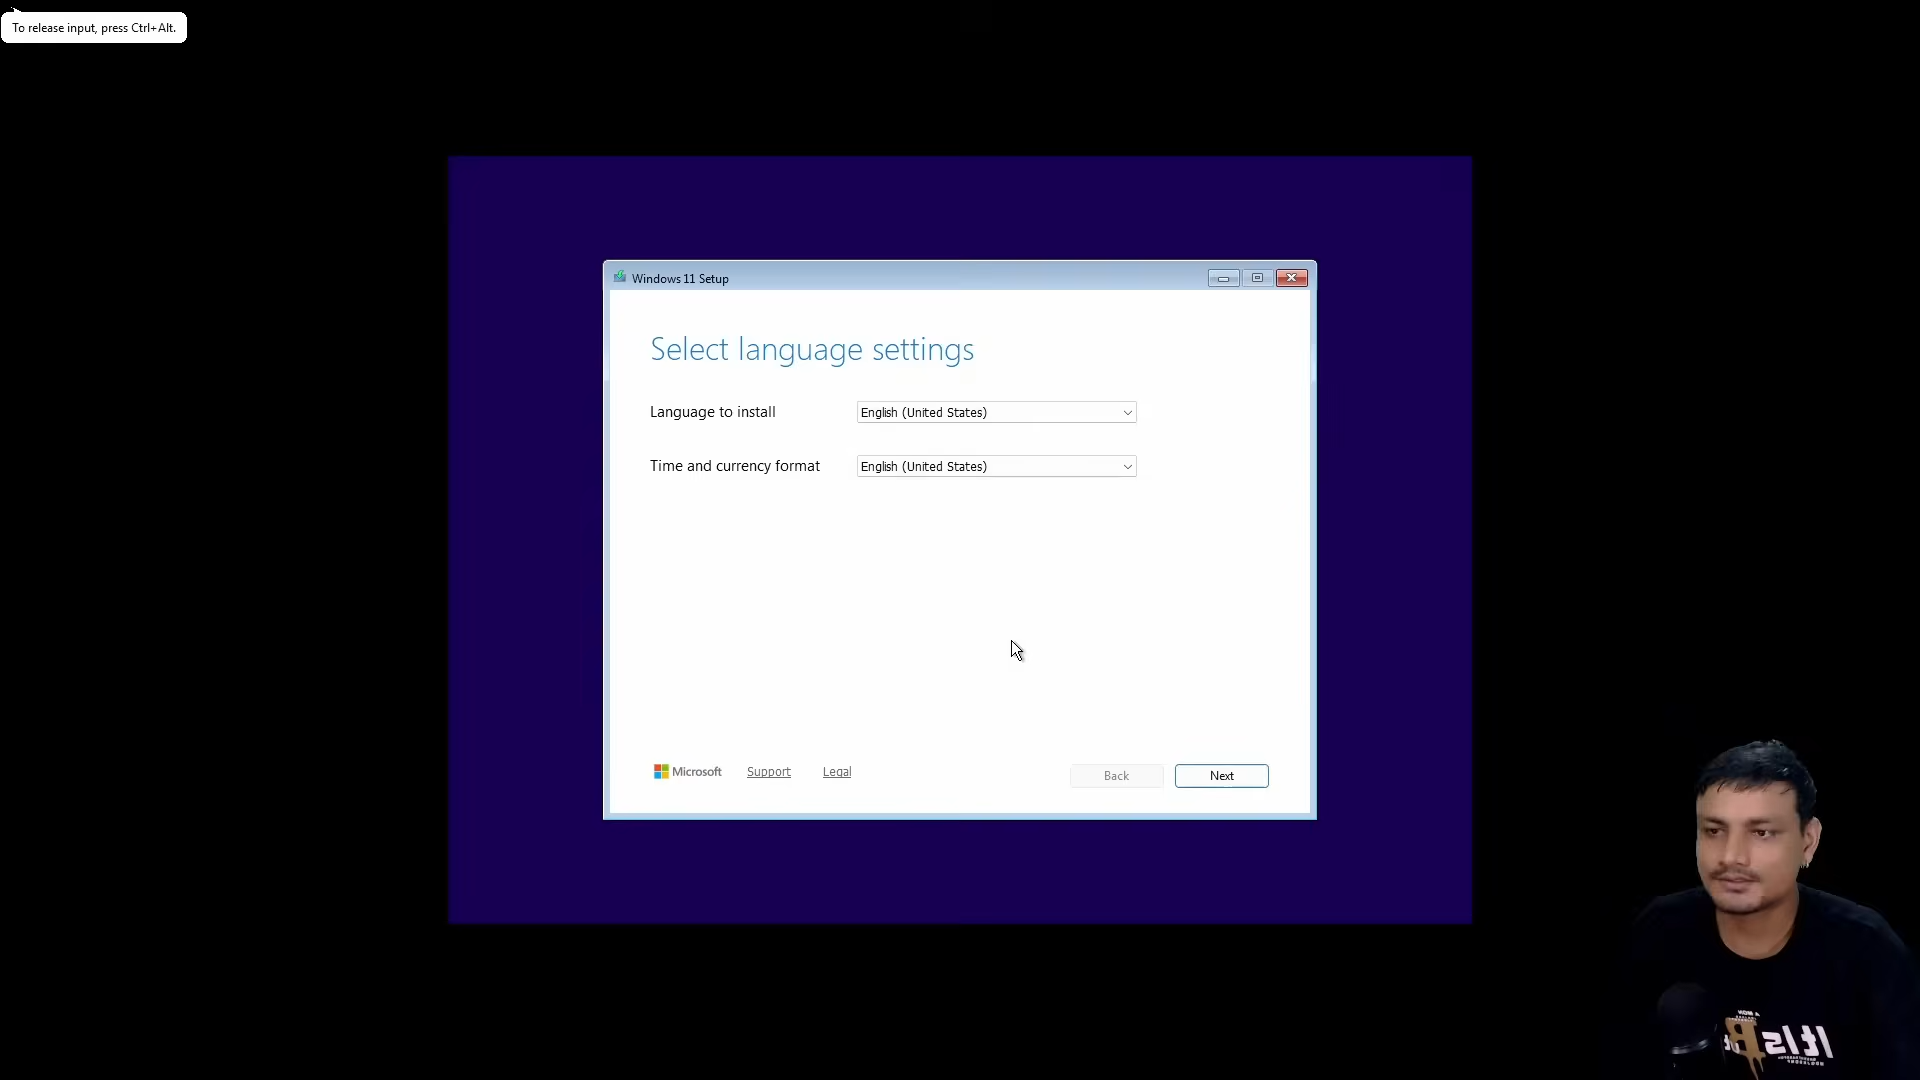 To release input, press Ctrl+Alt.
Windows 11 Setup
Select language settings
Language to install
English (United States)
Time and currency format
English (United States)
Microsoft
Support
Legal
Back
Next